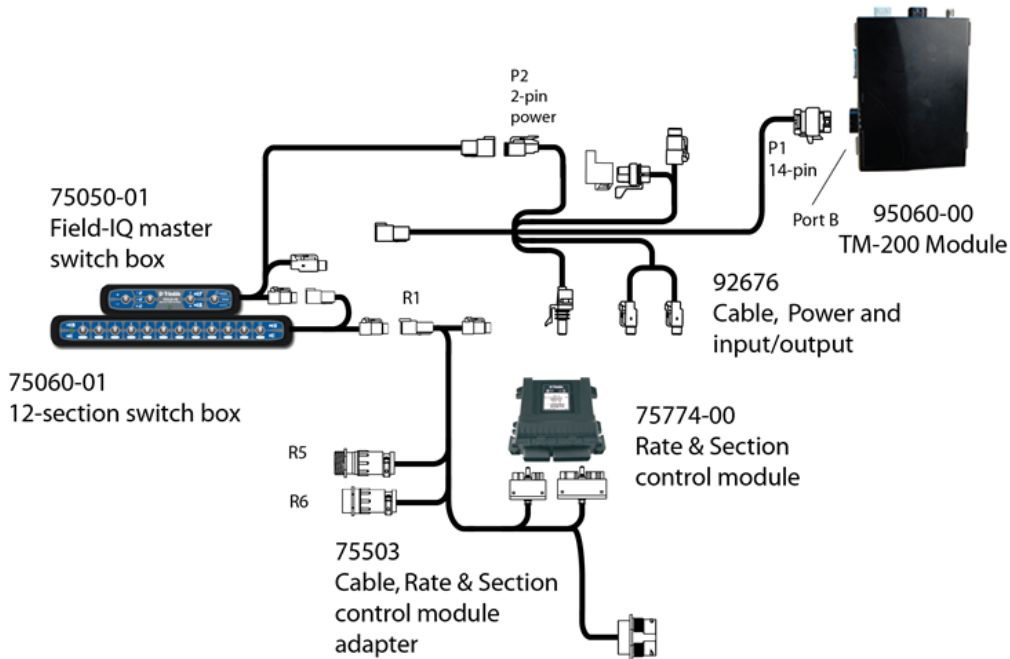 P2
2-pin
power
P1
14-pin
Port B
95060-00
TM-200 Module
75050-01
Field-IQ master
switch box
Trimble
R1
92676
Cable, Power and
input/output
75060-01
12-section switch box
75774-00
Rate & Section
control module
R5
R6
75503
Cable, Rate & Section
control module
adapter